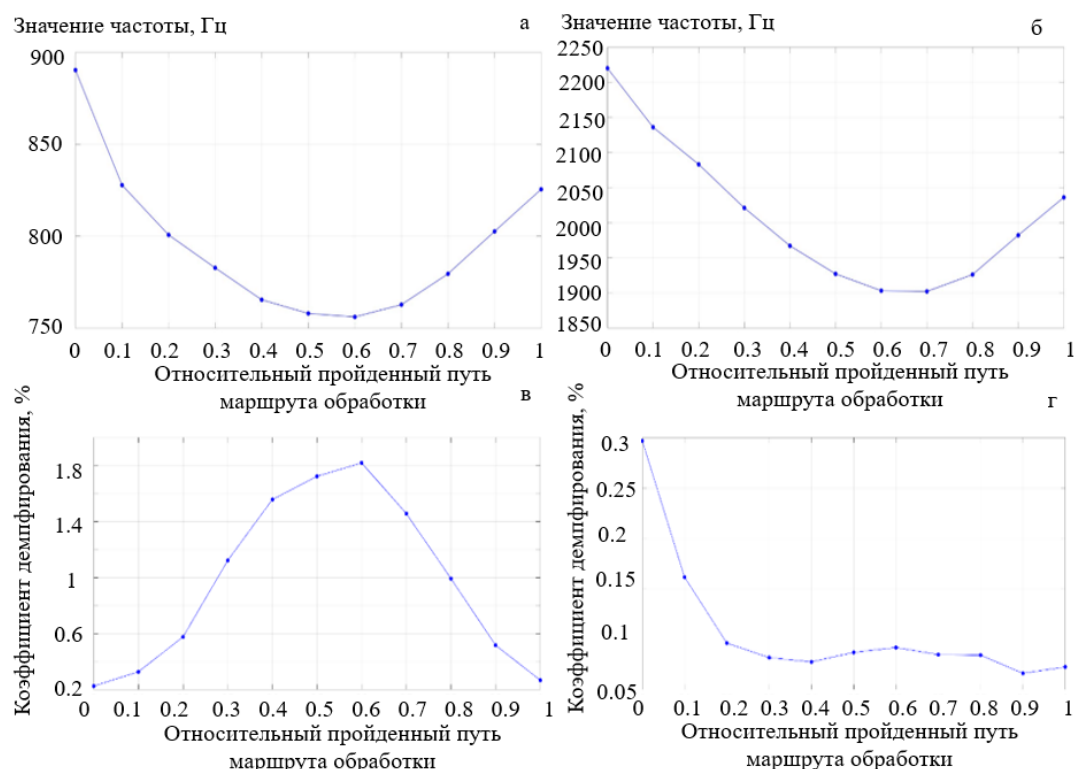 Значение частоты, Гц
а
900
850
800
750
0 0.1 0.2 0.3 0.4 0.5 0.6 0.7 0.8 0.9 1
Относительный пройденный путь
маршрута обработки
Значение частоты, Гц
б
2250
2200
2150
2100
2050
2000
1950
1900
1850
0 0.1 0.2 0.3 0.4 0.5 0.6 0.7 0.8 0.9 1
Относительный пройденный путь
маршрута обработки
в
Коэффициент демпфирования, %
1.8
1.4
1
0.6
0.2
0 0.1 0.2 0.3 0.4 0.5 0.6 0.7 0.8 0.9 1
Относительный пройденный путь
маршрута обработки
г
Коэффициент демпфирования, %
0.3
0.25
0.2
0.15
0.1
0.05
0 0.1 0.2 0.3 0.4 0.5 0.6 0.7 0.8 0.9 1
Относительный пройденный путь
маршрута обработки